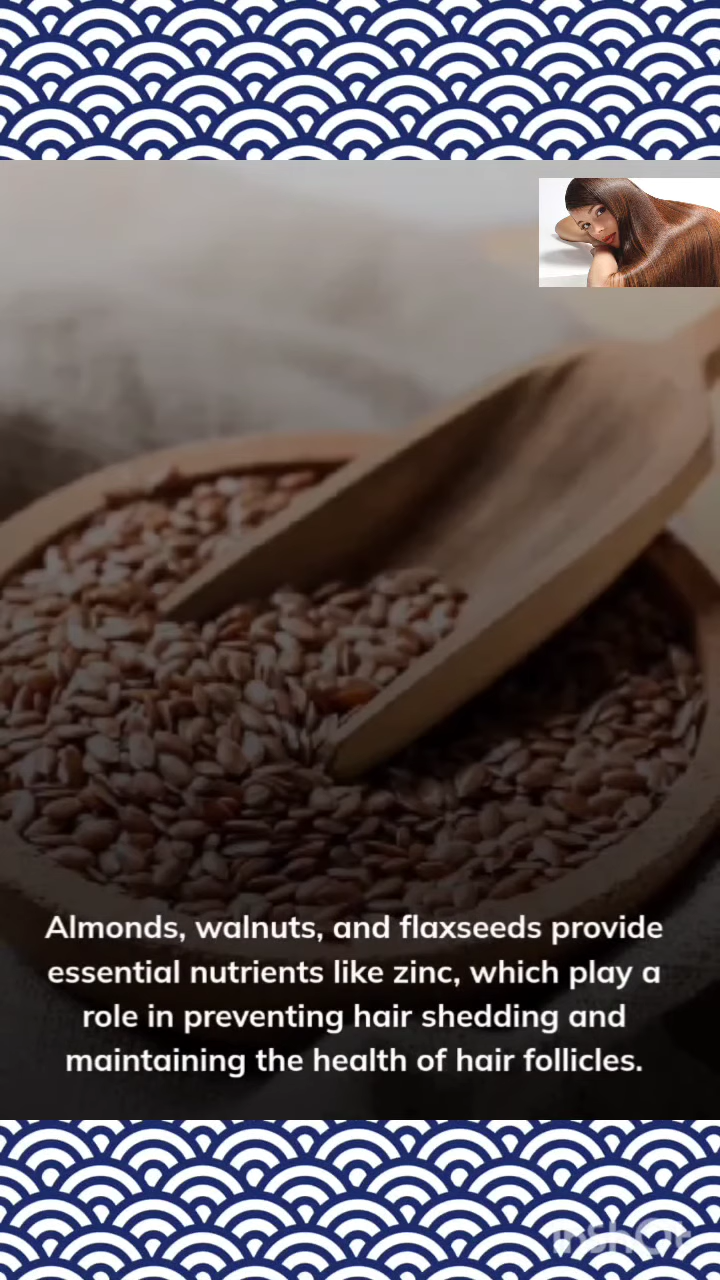 Almonds, walnuts, and flaxseeds provide
essential nutrients like zinc, which play a
role in preventing hair shedding and
maintaining the health of hair follicles.
InShOt